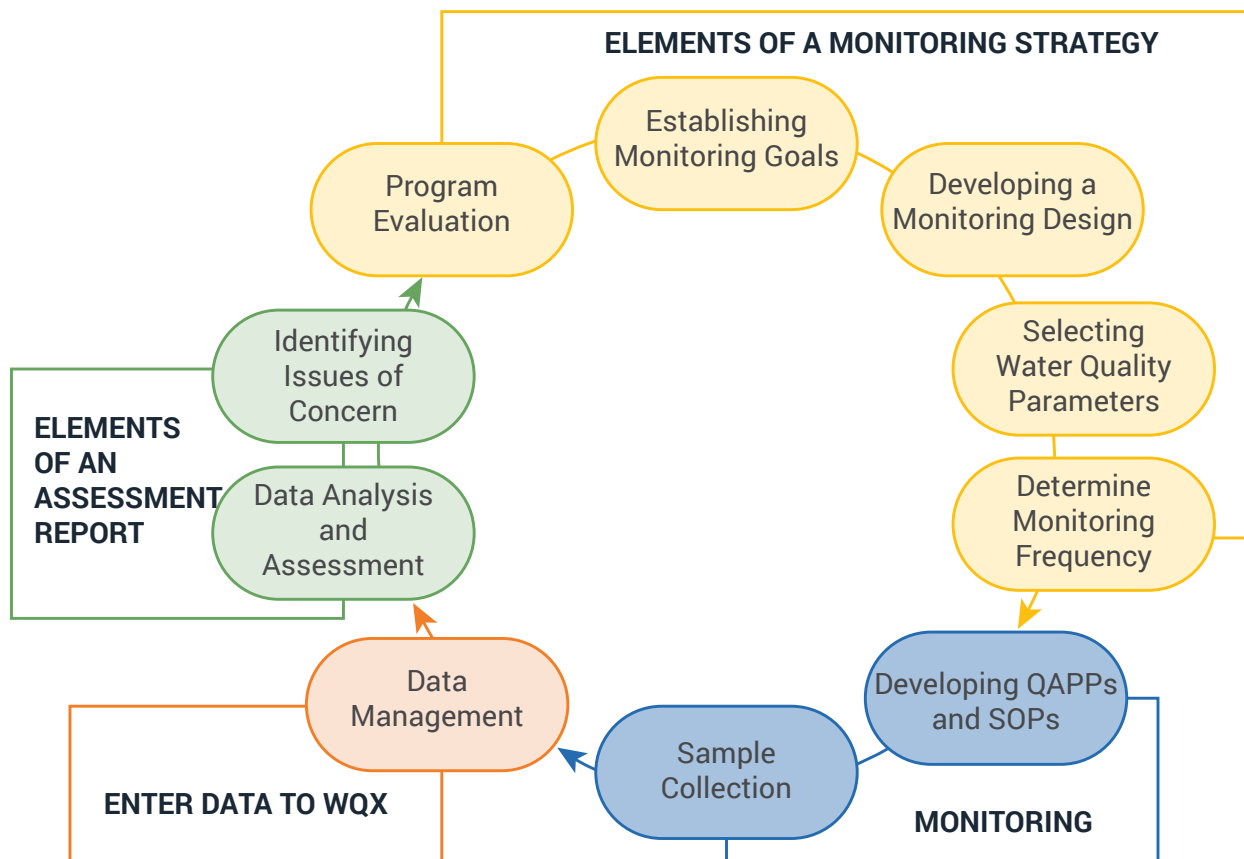 ELEMENTS OF A MONITORING STRATEGY
Establishing
Monitoring Goals
Program
Evaluation
Developing a
Monitoring Design
Identifying
Issues of
Concern
Selecting
Water Quality
Parameters
ELEMENTS
OF AN
ASSESSMENT
REPORT
Data Analysis
and
Assessment
Determine
Monitoring
Frequency
Data
Management
Developing QAPPs
and SOPs
Sample
Collection
ENTER DATA TO WQX
MONITORING